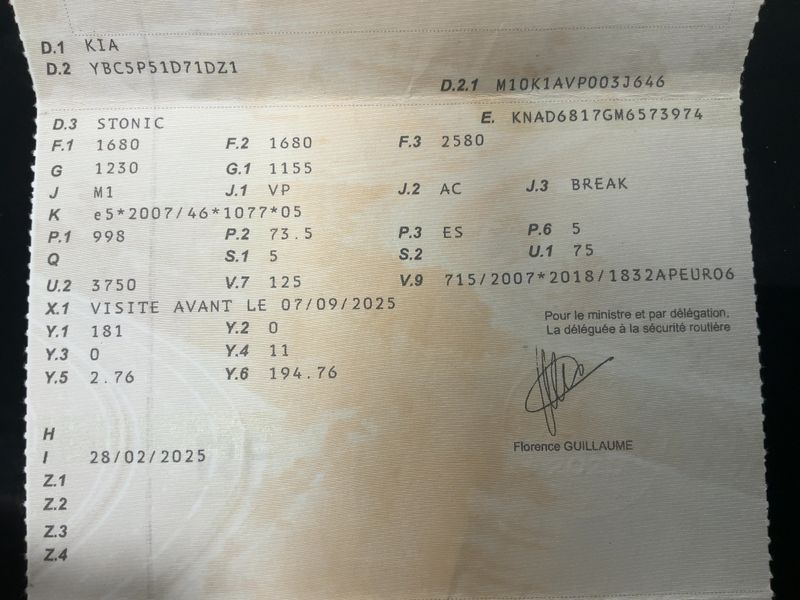 D.1 KIA
D.2 YBC5P51D71DZ1
D.2.1 M10K1AVP003J646
D.3 STONIC
E. KNAD6817GM6573974
F.1 1680 F.2 1680 F.3 2580
G 1230 G.1 1155
J M1 J.1 VP J.2 AC J.3 BREAK
K e5*2007/46*1077*05
P.1 998 P.2 73.5 P.3 ES P.6 5
Q S.1 5 S.2 U.1 75
U.2 3750 V.7 125 V.9 715/2007*2018/1832APEURO6
X.1 VISITE AVANT LE 07/09/2025
Y.1 181 Y.2 0
Y.3 0 Y.4 11
Y.5 2.76 Y.6 194.76
Pour le ministre et par délégation,
La déléguée à la sécurité routière
Florence GUILLAUME
H
I 28/02/2025
Z.1
Z.2
Z.3
Z.4